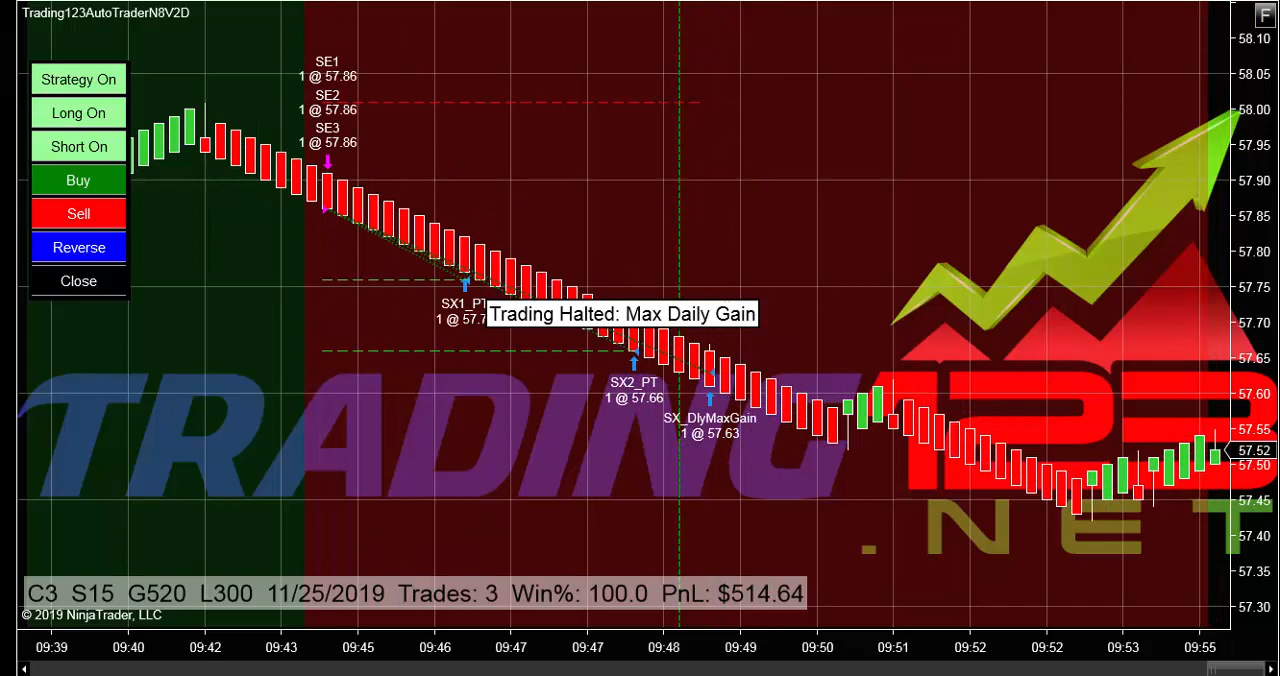 Trading123AutoTraderN8V2D
F
Strategy On
Long On
Short On
Buy
Sell
Reverse
Close
SE1
1 @ 57.86
SE2
1 @ 57.86
SE3
1 @ 57.86
SX1_PT
1 @ 57.7
Trading Halted: Max Daily Gain
SX2_PT
1 @ 57.66
SX_DlyMaxGain
1 @ 57.63
TRADING 123
.NET
58.10
58.05
58.00
57.95
57.90
57.85
57.80
57.75
57.70
57.65
57.60
57.55
57.52
57.50
57.45
57.40
57.35
57.30
C3 S15 G520 L300 11/25/2019 Trades: 3 Win%: 100.0 PnL: $514.64
© 2019 NinjaTrader, LLC
09:39 09:40 09:42 09:43 09:45 09:46 09:47 09:47 09:48 09:49 09:50 09:51 09:52 09:52 09:53 09:55